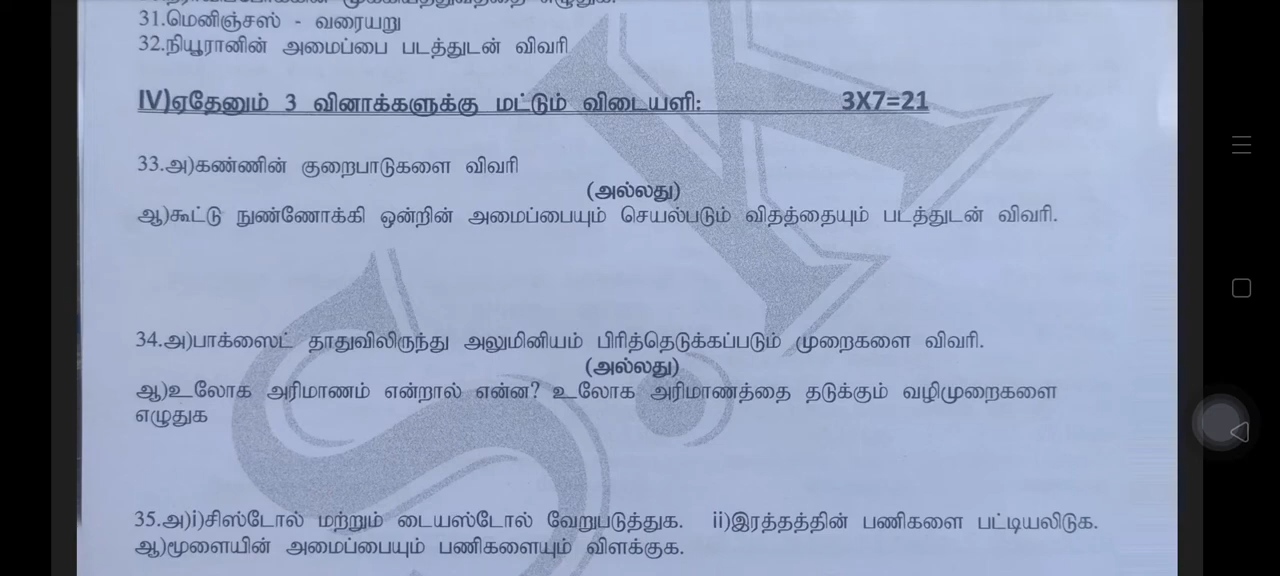 31.மெனிஞ்சஸ் - வரையறு
32.நியூரானின் அமைப்பை படத்துடன் விவரி
IV)ஏதேனும் 3 வினாக்களுக்கு மட்டும் விடையளி: 3X7=21
33.அ)கண்ணின் குறைபாடுகளை விவரி
(அல்லது)
ஆ)கூட்டு நுண்ணோக்கி ஒன்றின் அமைப்பையும் செயல்படும் விதத்தையும் படத்துடன் விவரி.
34.அ)பாக்ஸைட் தாதுவிலிருந்து அலுமினியம் பிரித்தெடுக்கப்படும் முறைகளை விவரி.
(அல்லது)
ஆ)உலோக அரிமாணம் என்றால் என்ன? உலோக அரிமாணத்தை தடுக்கும் வழிமுறைகளை
எழுதுக
35.அ)i)சிஸ்டோல் மற்றும் டையஸ்டோல் வேறுபடுத்துக. ii)இரத்தத்தின் பணிகளை பட்டியலிடுக.
ஆ)மூளையின் அமைப்பையும் பணிகளையும் விளக்குக.